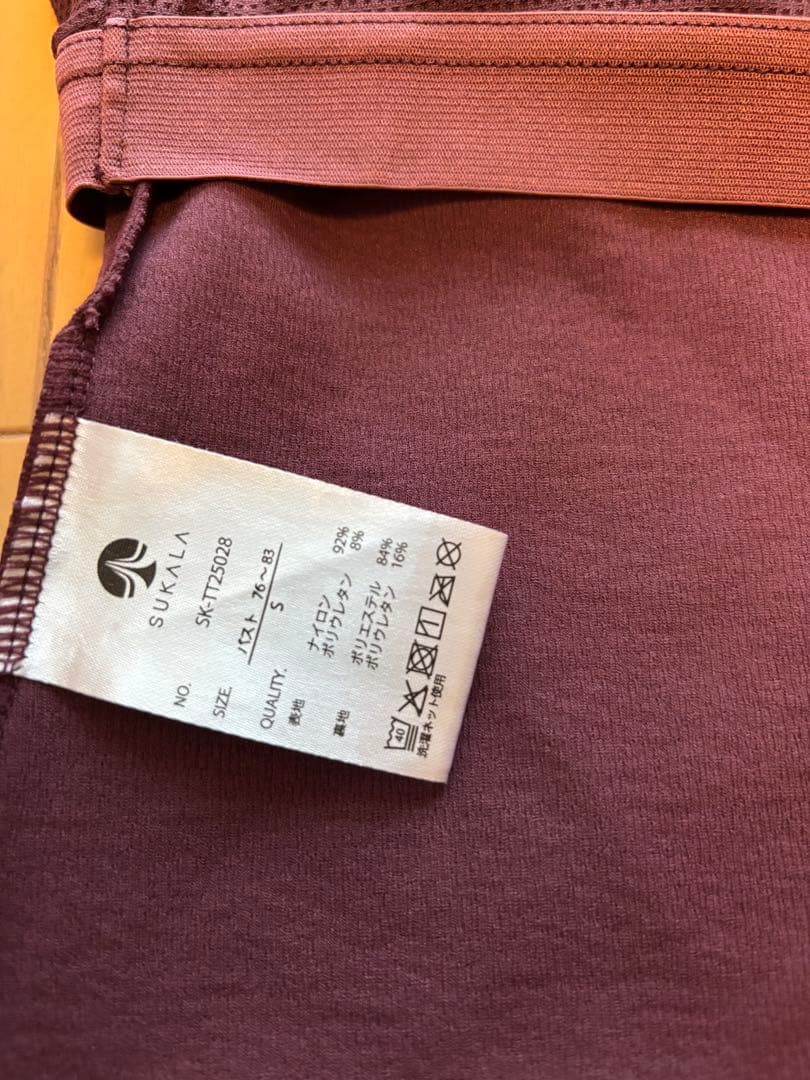 SUKALA
NO. SK-TT25028
SIZE. バスト 76～83
S
QUALITY.
表地 ナイロン 92%
ポリウレタン 8%
裏地 ポリエステル 84%
ポリウレタン 16%
40
洗濯ネット使用